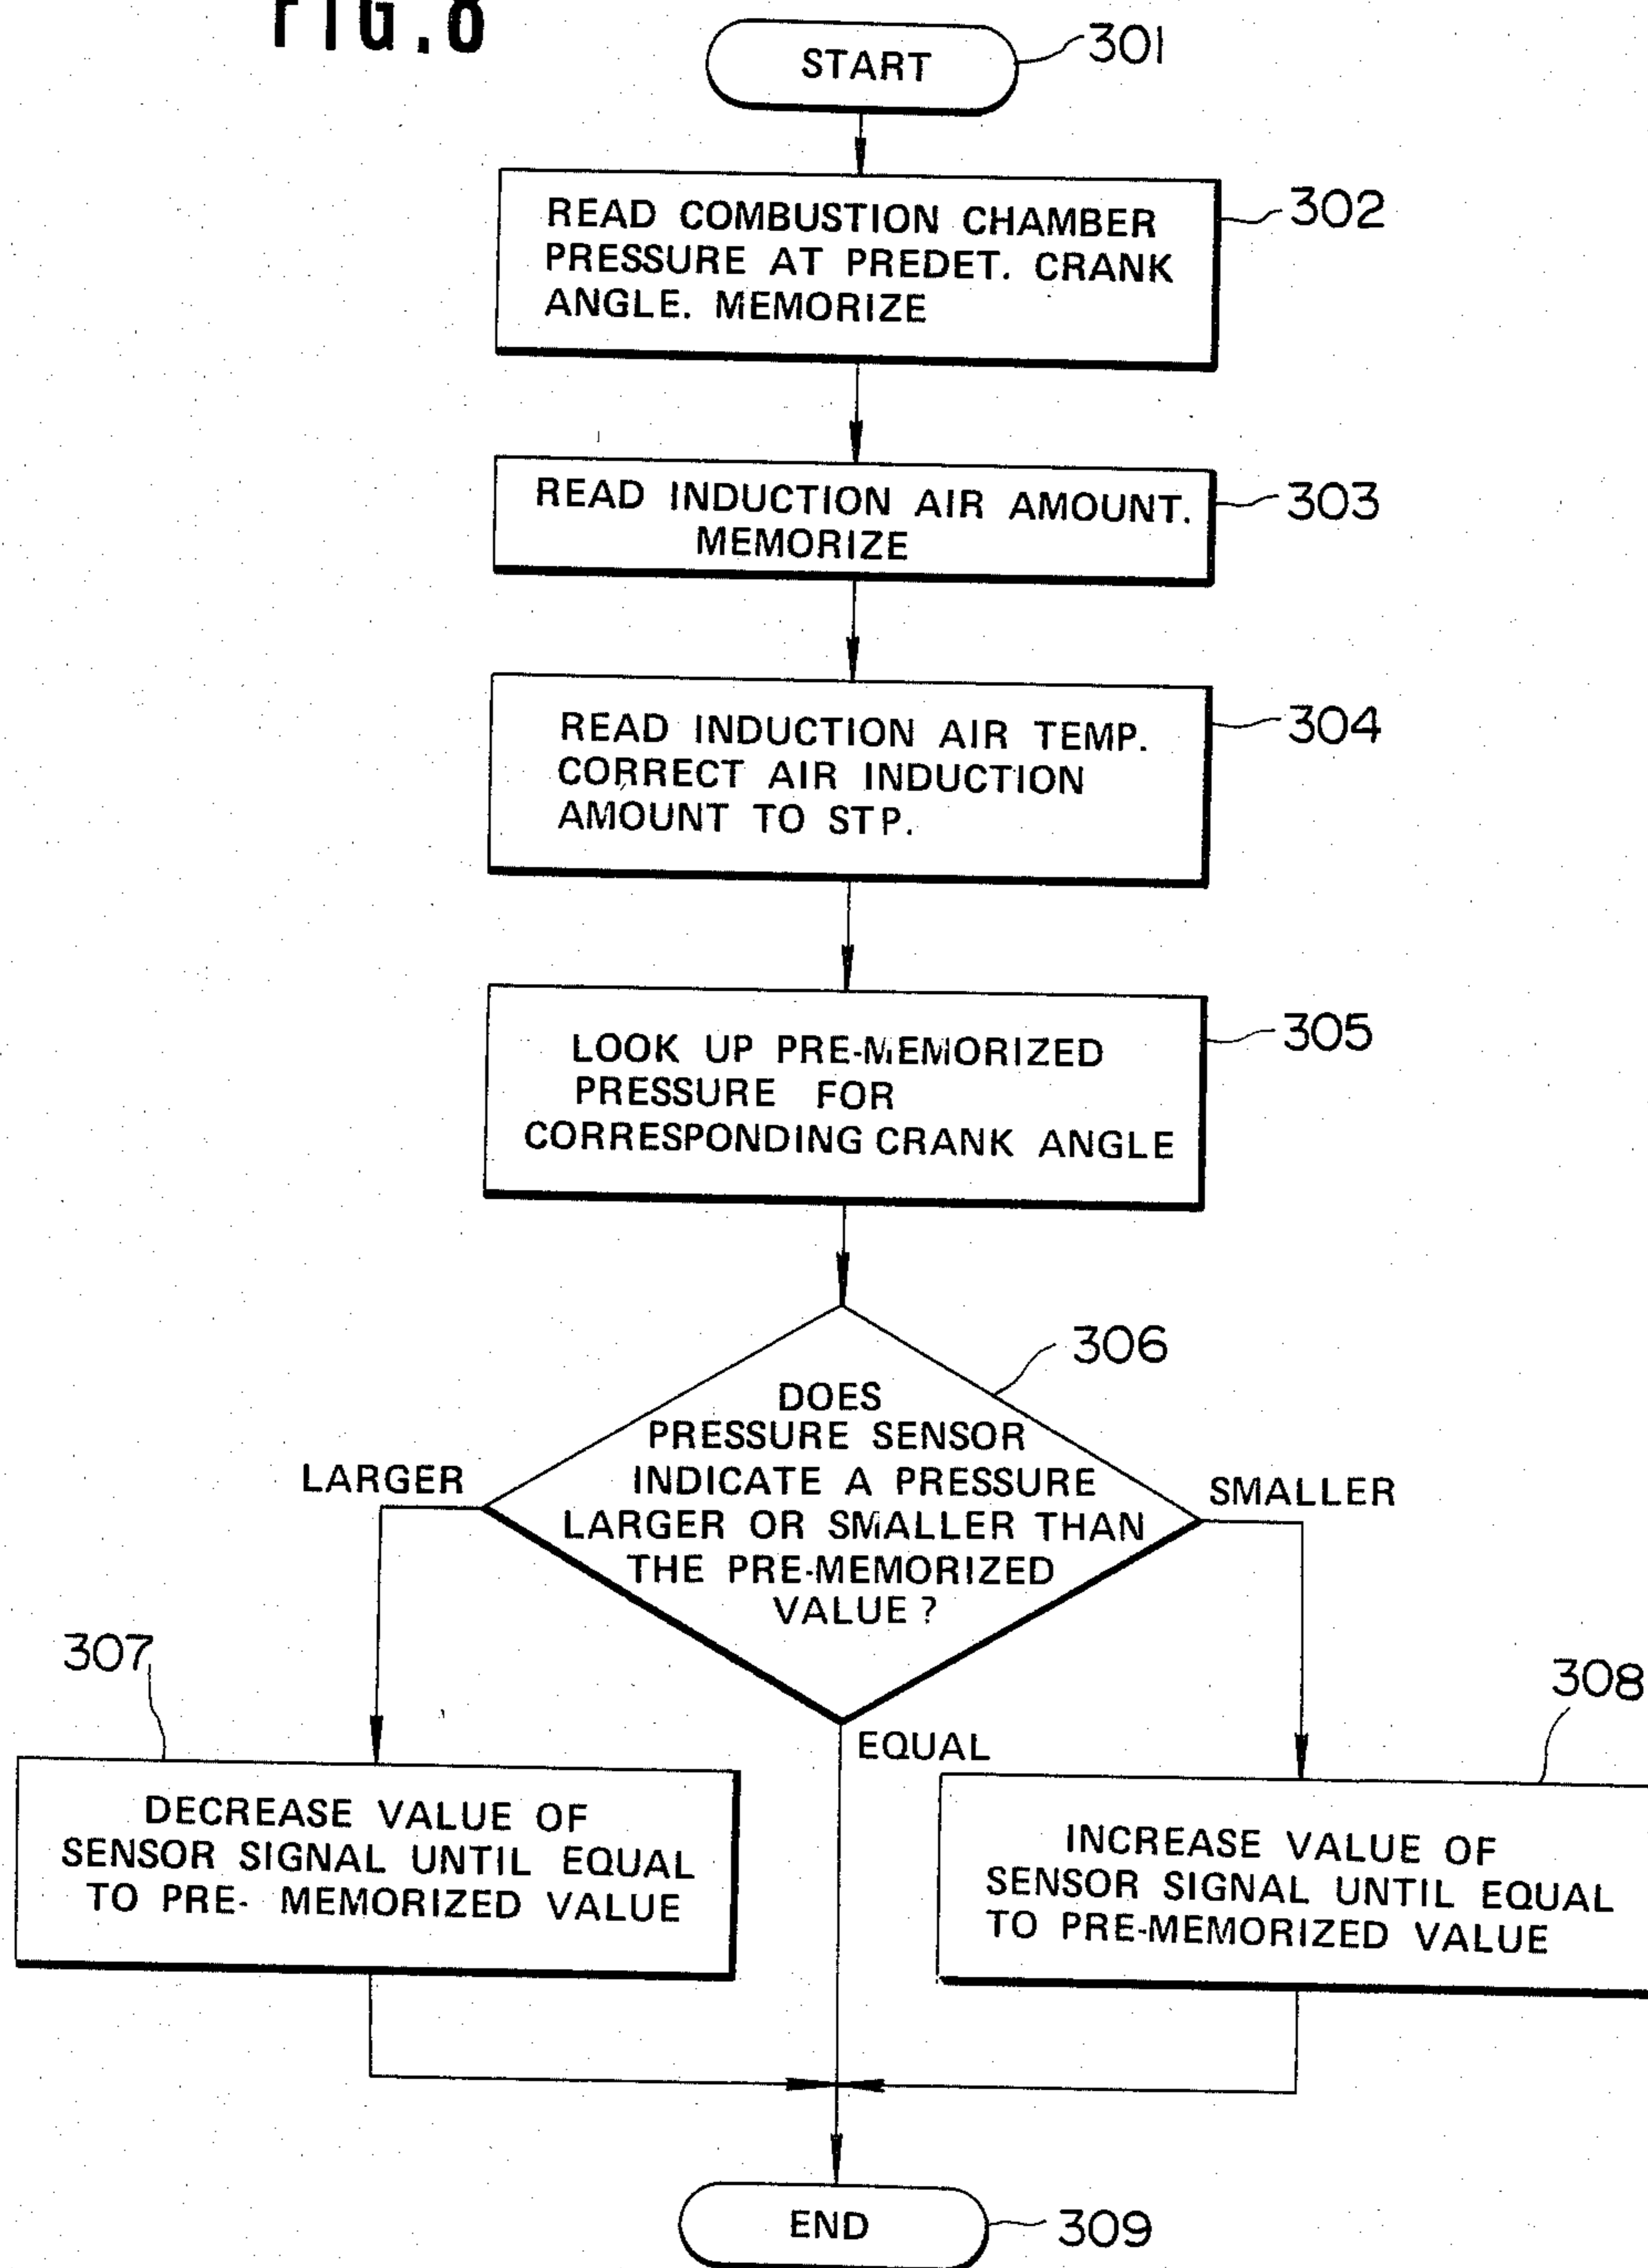 FIG.8
START
301
READ COMBUSTION CHAMBER
PRESSURE AT PREDET. CRANK
ANGLE. MEMORIZE
302
READ INDUCTION AIR AMOUNT.
MEMORIZE
303
READ INDUCTION AIR TEMP.
CORRECT AIR INDUCTION
AMOUNT TO STP.
304
LOOK UP PRE-MEMORIZED
PRESSURE FOR
CORRESPONDING CRANK ANGLE
305
306
DOES
PRESSURE SENSOR
INDICATE A PRESSURE
LARGER OR SMALLER THAN
THE PRE-MEMORIZED
VALUE?
LARGER
SMALLER
EQUAL
307
DECREASE VALUE OF
SENSOR SIGNAL UNTIL EQUAL
TO PRE- MEMORIZED VALUE
308
INCREASE VALUE OF
SENSOR SIGNAL UNTIL EQUAL
TO PRE-MEMORIZED VALUE
END
309